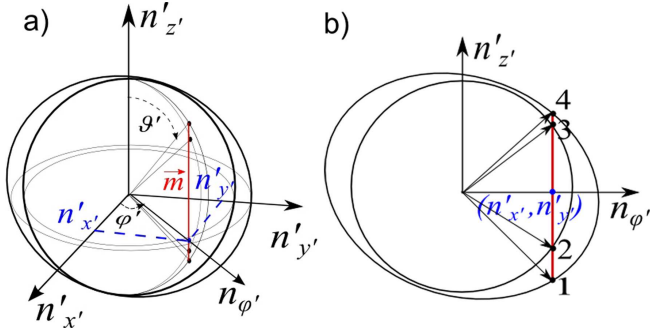 a)
n'z'
ϑ'
m
n'y'
n'x'
φ'
n'y'
nφ'
n'x'
b)
n'z'
4
3
(n'x',n'y')
nφ'
2
1